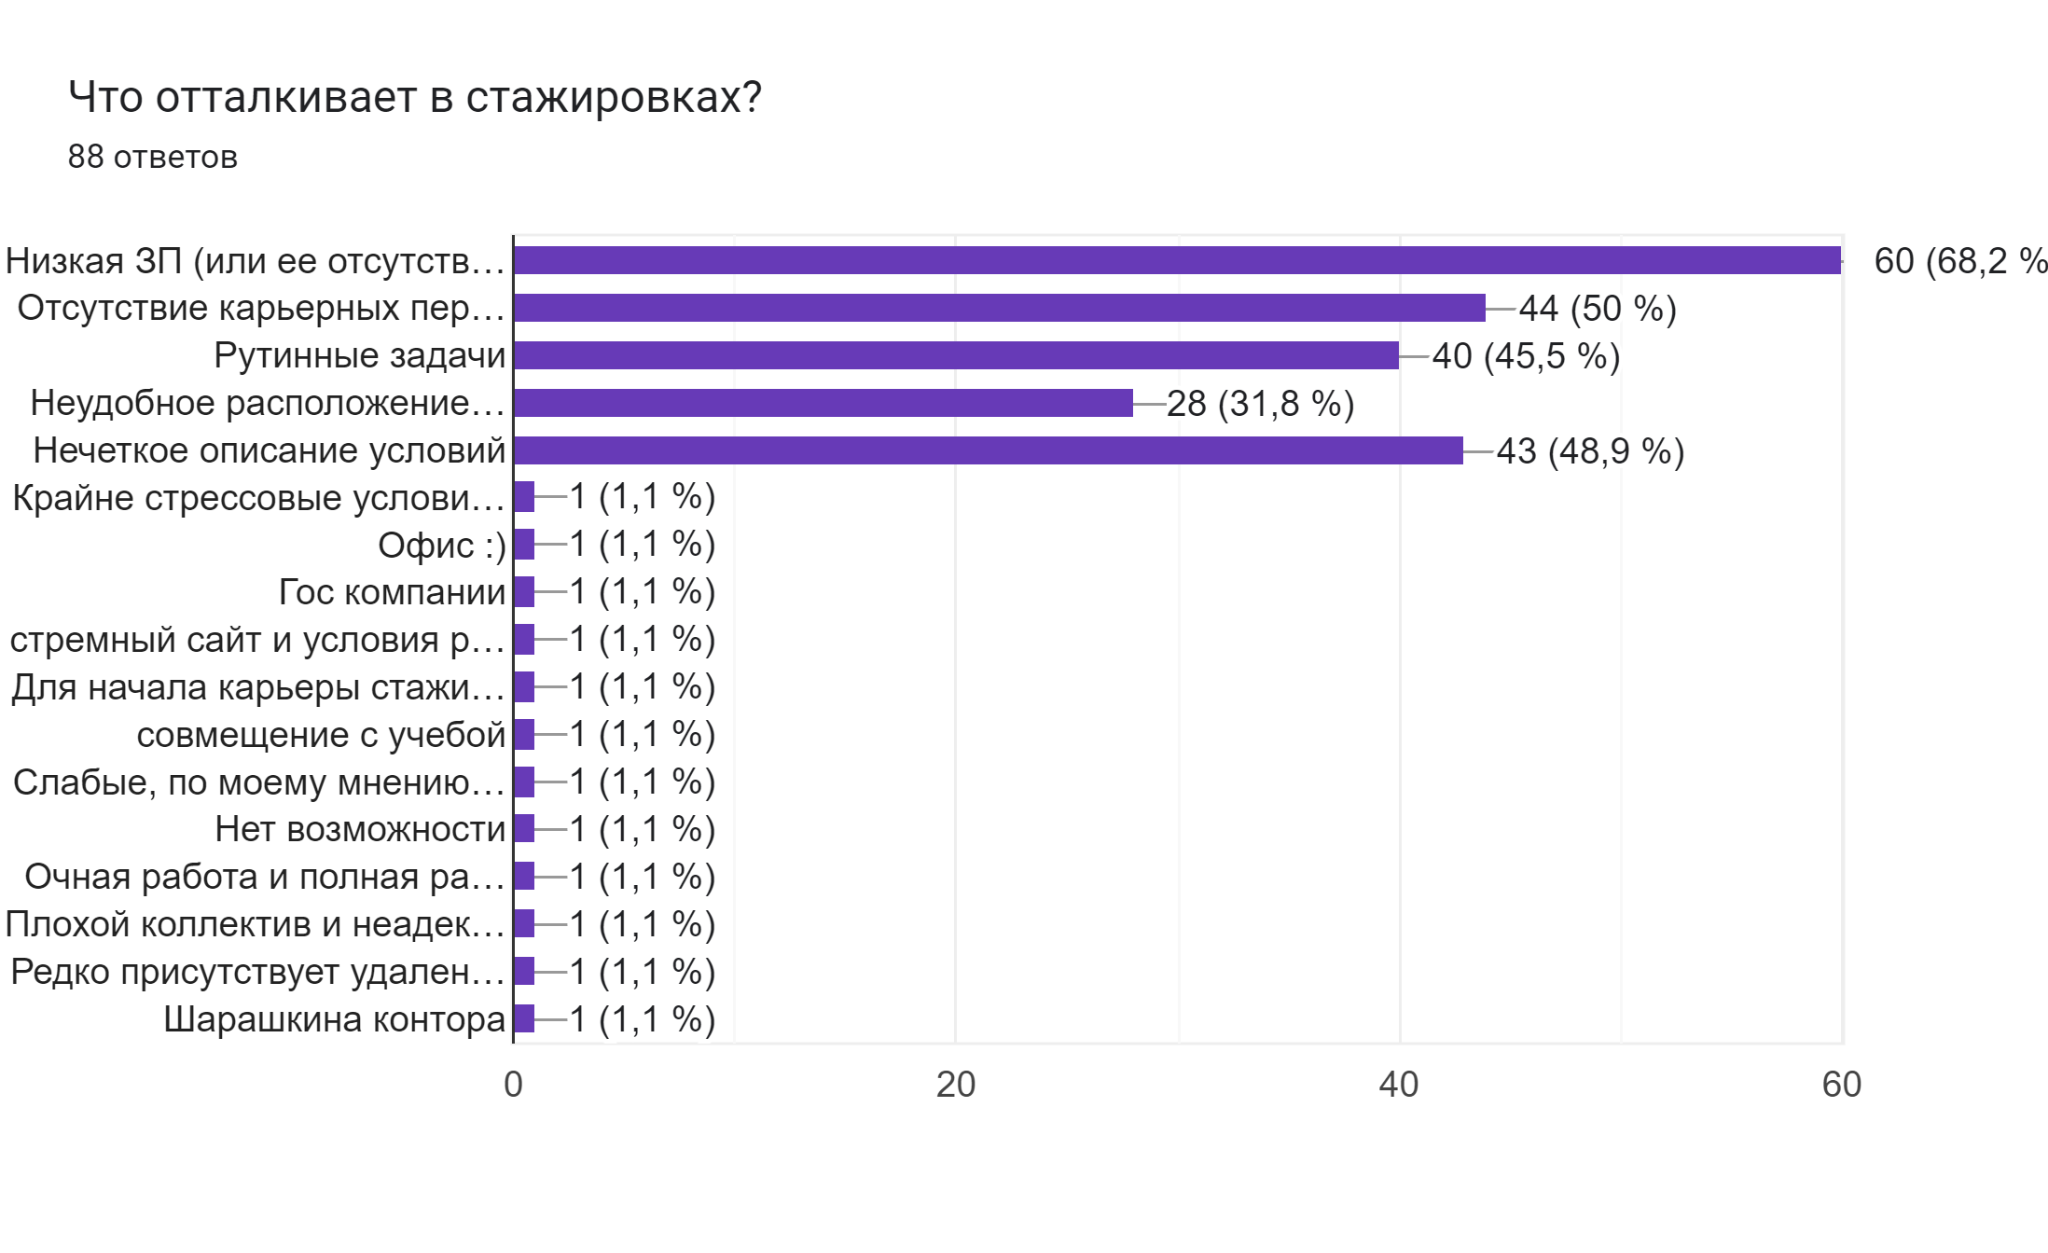 Что отталкивает в стажировках?
88 ответов
Низкая ЗП (или ее отсутств… 60 (68,2 %
Отсутствие карьерных пер… 44 (50 %)
Рутинные задачи 40 (45,5 %)
Неудобное расположение… 28 (31,8 %)
Нечеткое описание условий 43 (48,9 %)
Крайне стрессовые услови… 1 (1,1 %)
Офис :) 1 (1,1 %)
Гос компании 1 (1,1 %)
стремный сайт и условия р… 1 (1,1 %)
Для начала карьеры стажи… 1 (1,1 %)
совмещение с учебой 1 (1,1 %)
Слабые, по моему мнению… 1 (1,1 %)
Нет возможности 1 (1,1 %)
Очная работа и полная ра… 1 (1,1 %)
Плохой коллектив и неадек… 1 (1,1 %)
Редко присутствует удален… 1 (1,1 %)
Шарашкина контора 1 (1,1 %)
0 20 40 60